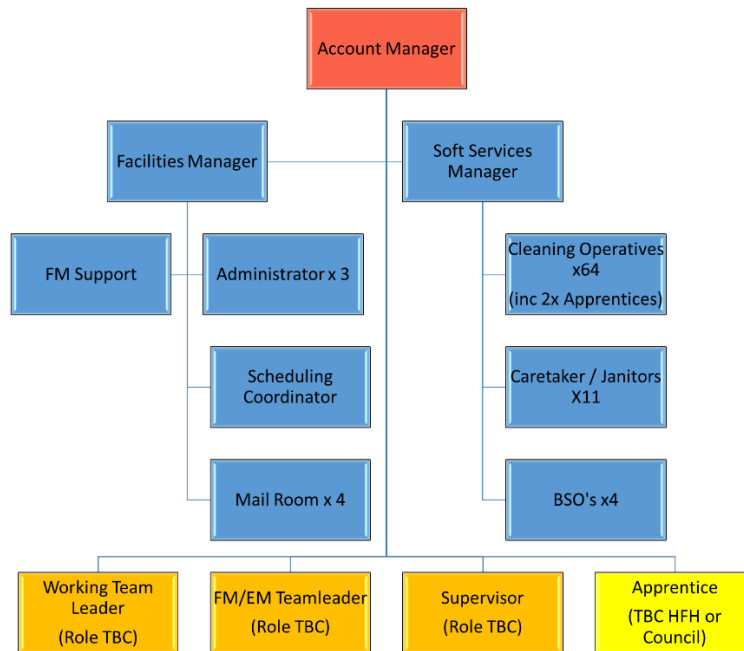 Account Manager
Facilities Manager
Soft Services
Manager
FM Support
Administrator x 3
Cleaning Operatives
x64
(inc 2x Apprentices)
Scheduling
Coordinator
Caretaker / Janitors
X11
Mail Room x 4
BSO's x4
Working Team
Leader
(Role TBC)
FM/EM Teamleader
(Role TBC)
Supervisor
(Role TBC)
Apprentice
(TBC HFH or
Council)